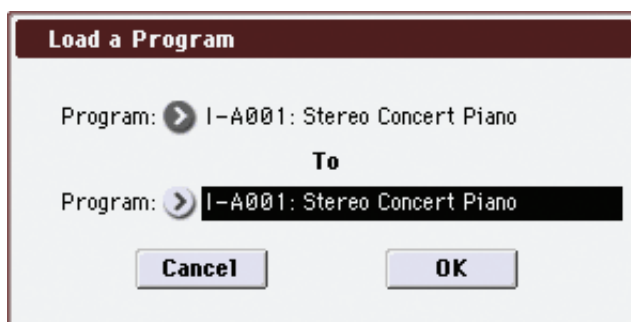 Load a Program
Program: I-A001: Stereo Concert Piano
To
Program: I-A001: Stereo Concert Piano
Cancel OK